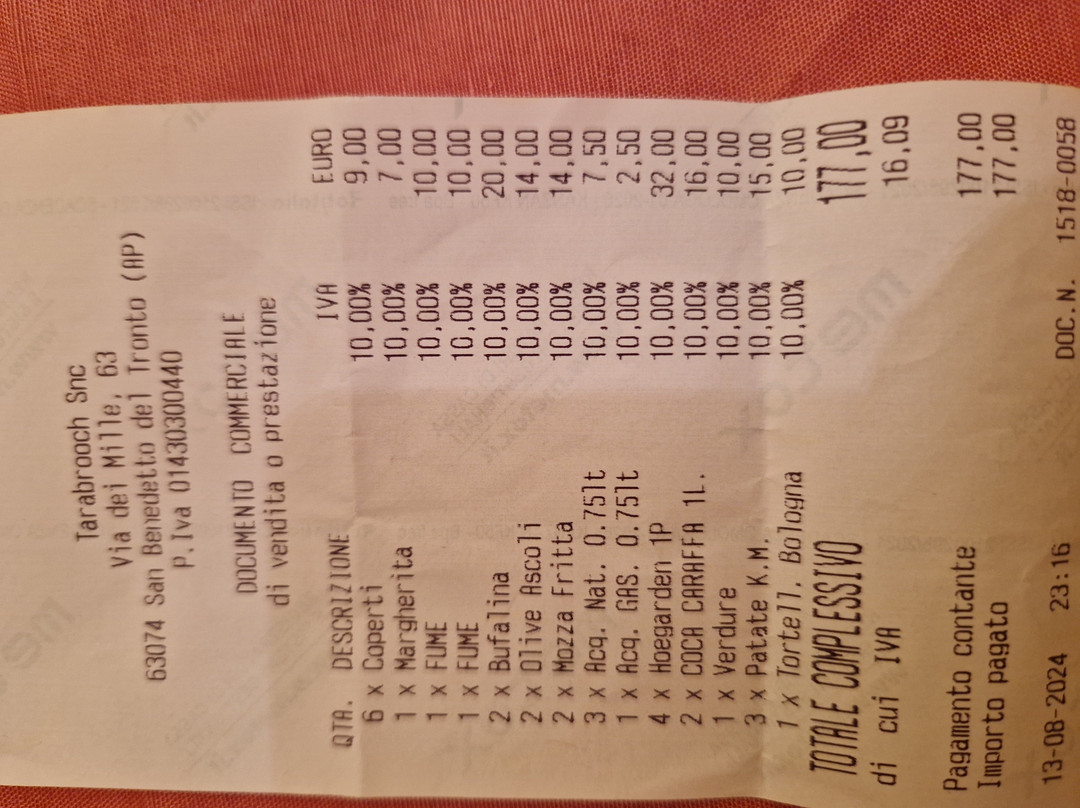 Tarabrooch Snc
Via dei Mille, 63
63074 San Benedetto del Tronto (AP)
P.Iva 01430300440
DOCUMENTO COMMERCIALE
di vendita o prestazione
QTA. DESCRIZIONE IVA EURO
6 x Coperti 10,00% 9,00
1 x Margherita 10,00% 7,00
1 x FUME 10,00% 10,00
1 x FUME 10,00% 10,00
2 x Bufalina 10,00% 20,00
2 x Olive Ascoli 10,00% 14,00
2 x Mozza Fritta 10,00% 14,00
3 x Acq. Nat. 0.75lt 10,00% 7,50
1 x Acq. GAS. 0.75lt 10,00% 2,50
4 x Hoegarden 1P 10,00% 32,00
2 x COCA CARAFFA 1L. 10,00% 16,00
1 x Verdure 10,00% 10,00
3 x Patate K.M. 10,00% 15,00
1 x Tortell. Bologna 10,00% 10,00
TOTALE COMPLESSIVO 177,00
di cui IVA 16,09
Pagamento contante 177,00
Importo pagato 177,00
13-08-2024 23:16 DOC.N. 1518-0058